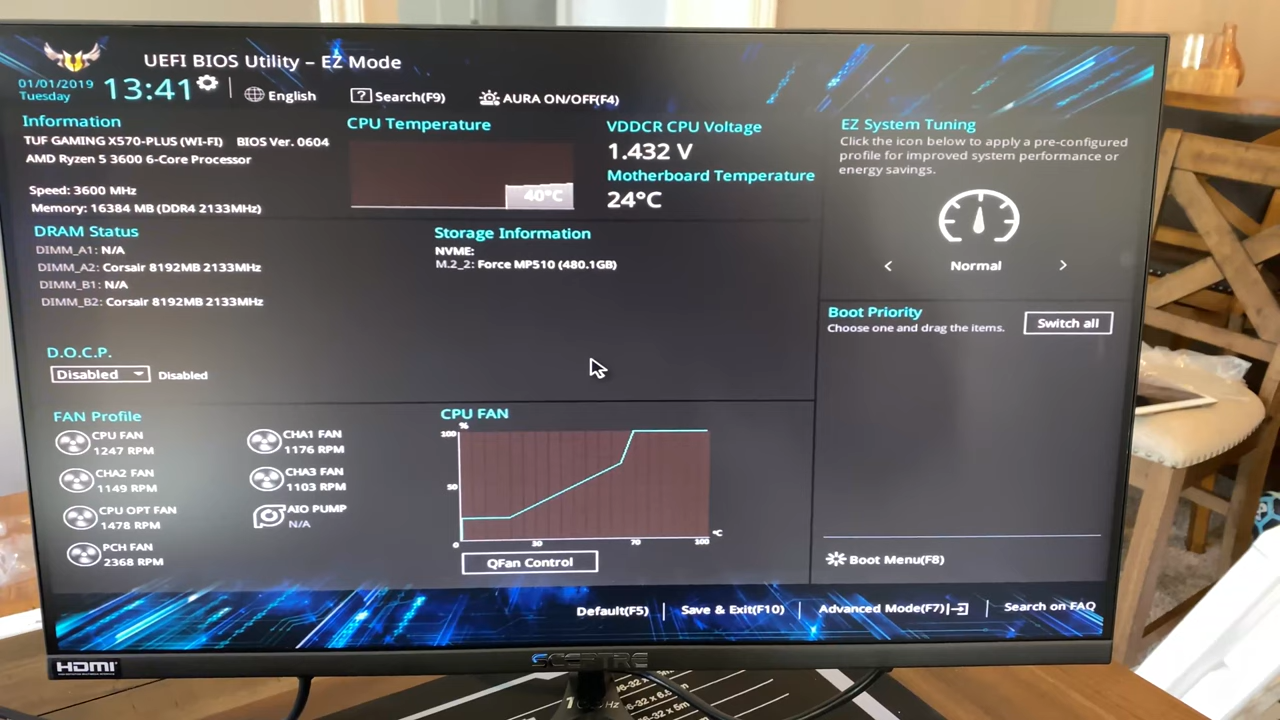 UEFI BIOS Utility – EZ Mode
01/01/2019
Tuesday
13:41
English
? Search(F9)
AURA ON/OFF(F4)
Information
TUF GAMING X570-PLUS (WI-FI) BIOS Ver. 0604
AMD Ryzen 5 3600 6-Core Processor
Speed: 3600 MHz
Memory: 16384 MB (DDR4 2133MHz)
CPU Temperature
40°C
VDDCR CPU Voltage
1.432 V
Motherboard Temperature
24°C
EZ System Tuning
Click the icon below to apply a pre-configured
profile for improved system performance or
energy savings.
< Normal >
DRAM Status
DIMM_A1: N/A
DIMM_A2: Corsair 8192MB 2133MHz
DIMM_B1: N/A
DIMM_B2: Corsair 8192MB 2133MHz
Storage Information
NVME:
M.2_2: Force MP510 (480.1GB)
Boot Priority
Choose one and drag the items.
Switch all
D.O.C.P.
Disabled Disabled
FAN Profile
CPU FAN
1247 RPM
CHA1 FAN
1176 RPM
CHA2 FAN
1149 RPM
CHA3 FAN
1103 RPM
CPU OPT FAN
1478 RPM
AIO PUMP
N/A
PCH FAN
2368 RPM
CPU FAN
%
100
50
0 30 70 100
°C
QFan Control
Boot Menu(F8)
Default(F5)
Save & Exit(F10)
Advanced Mode(F7)
Search on FAQ
HDMI
SCEPTRE
6-32 x 5m